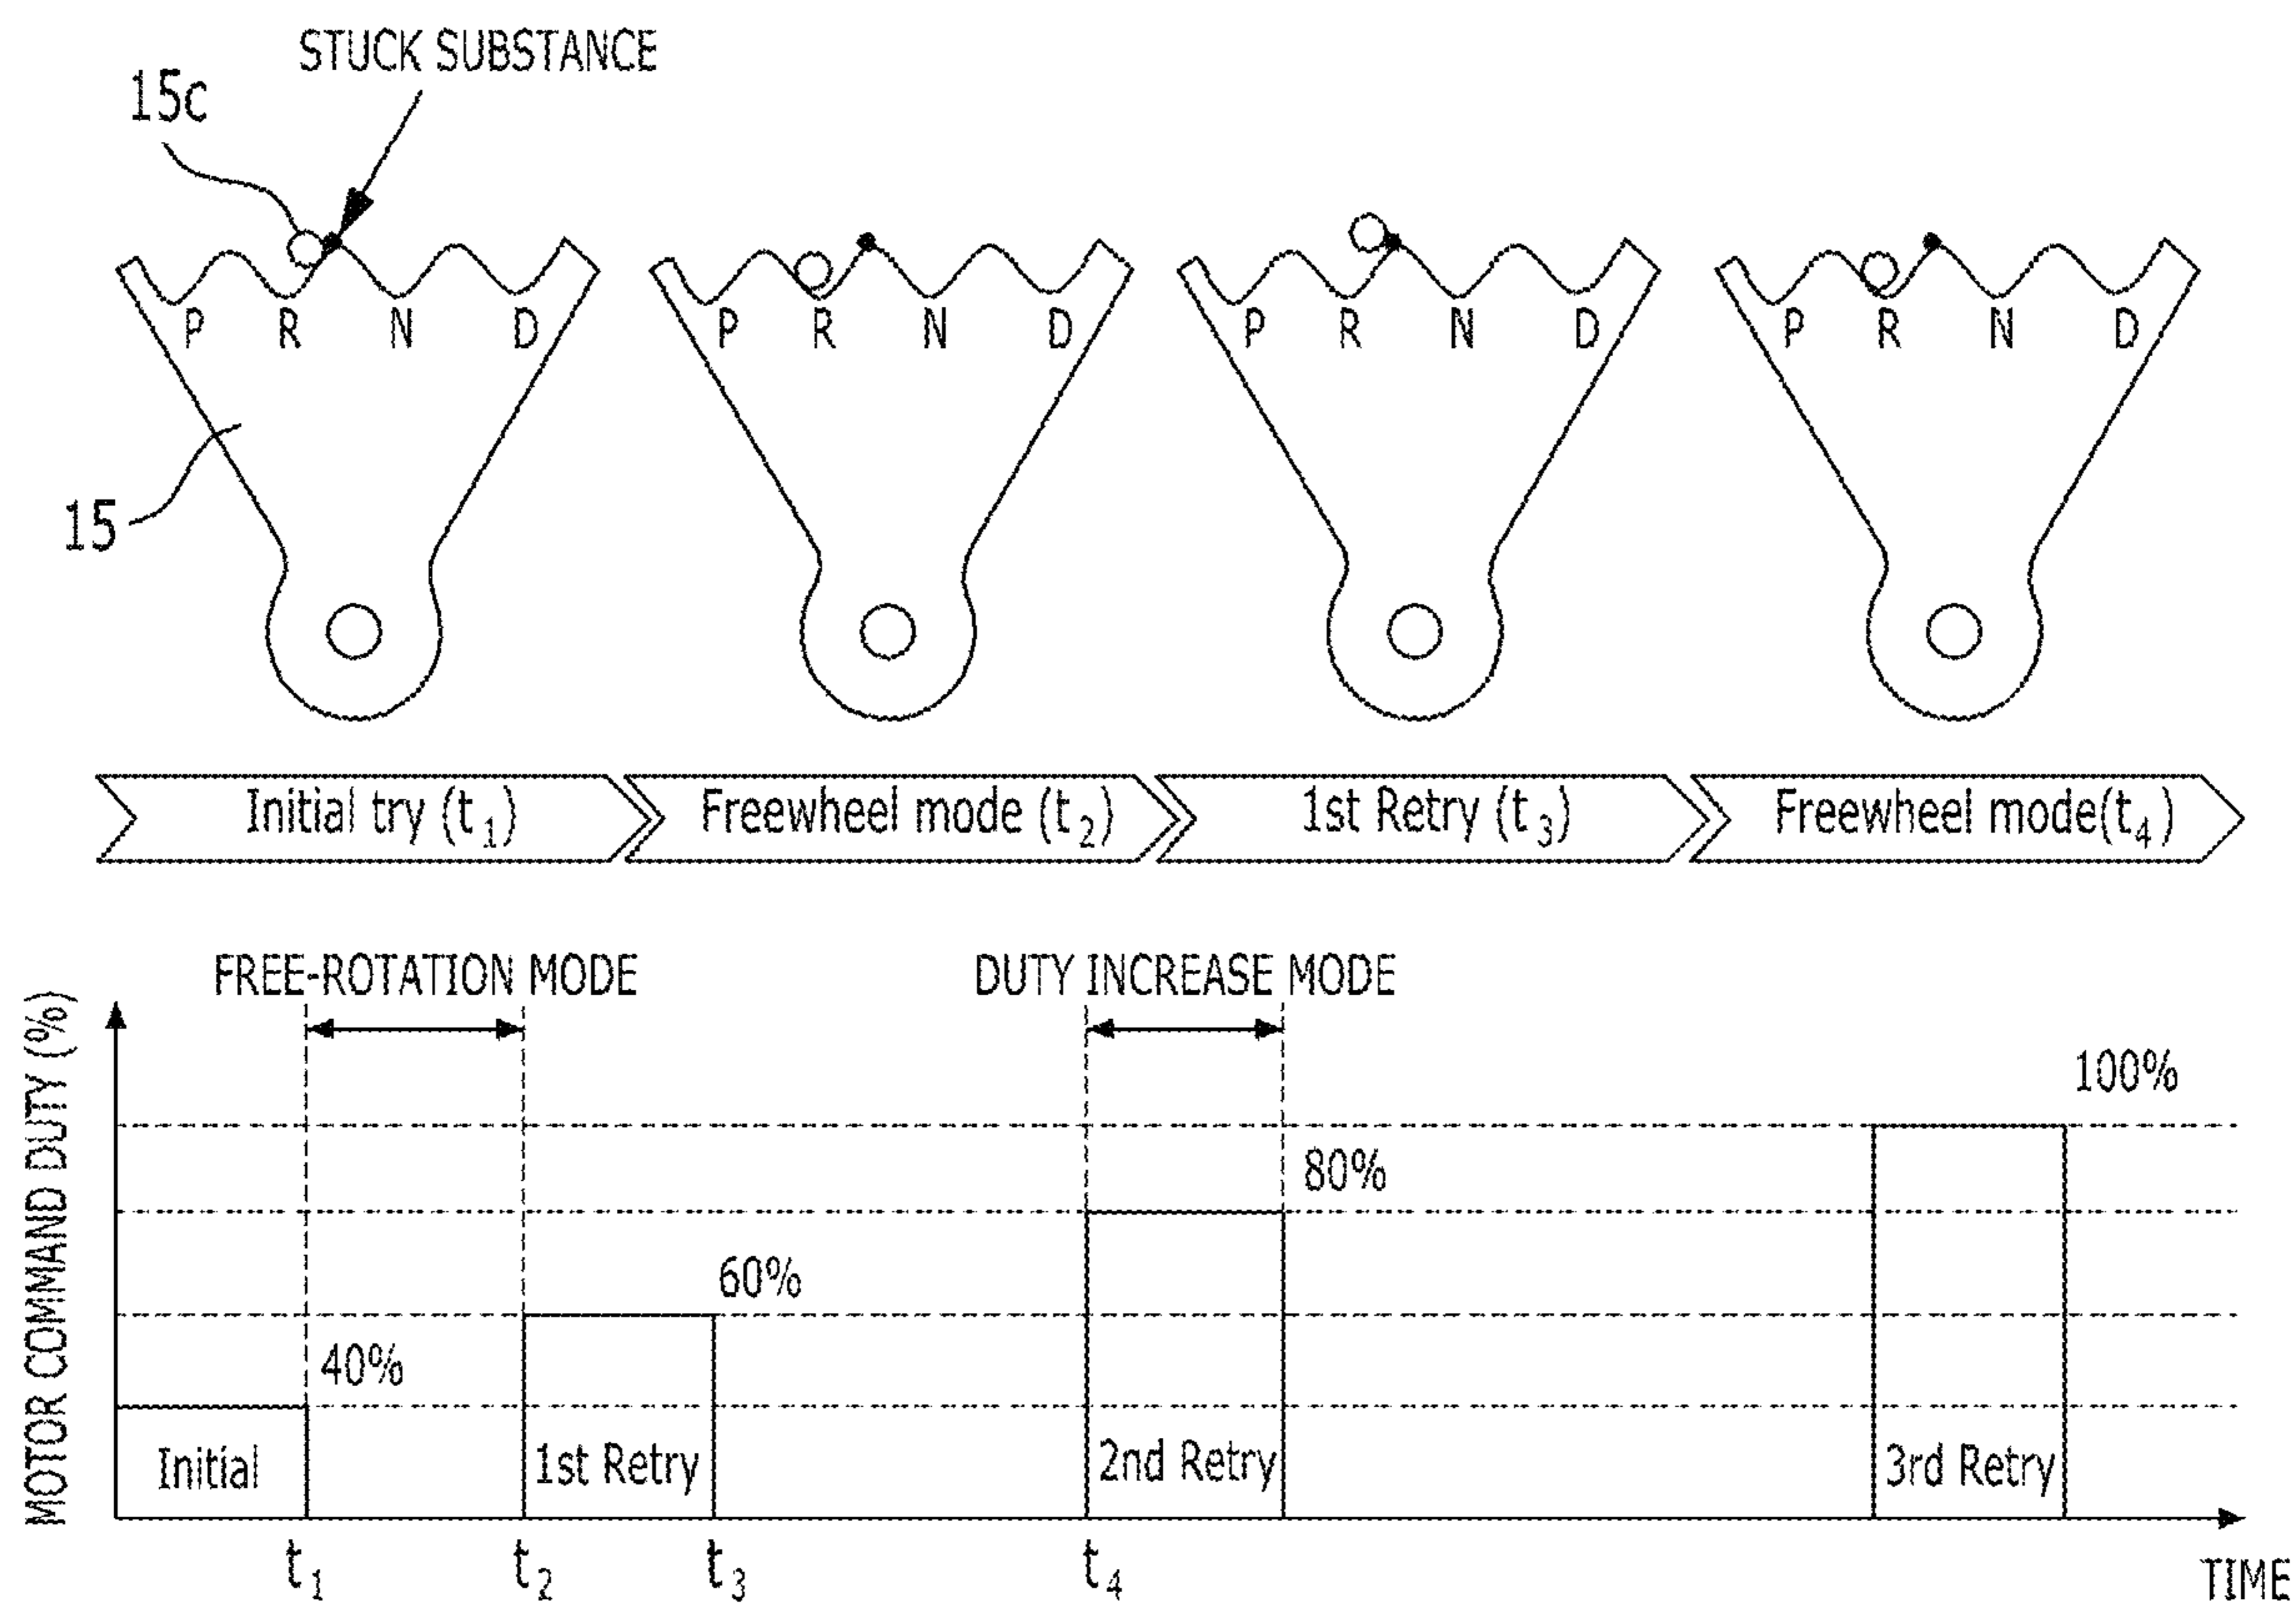 STUCK SUBSTANCE
15c
P R N D
P R N D
P R N D
P R N D
15
Initial try (t₁)
Freewheel mode (t₂)
1st Retry (t₃)
Freewheel mode(t₄)
FREE-ROTATION MODE
DUTY INCREASE MODE
MOTOR COMMAND DUTY (%)
100%
80%
60%
40%
Initial
1st Retry
2nd Retry
3rd Retry
t₁
t₂
t₃
t₄
TIME